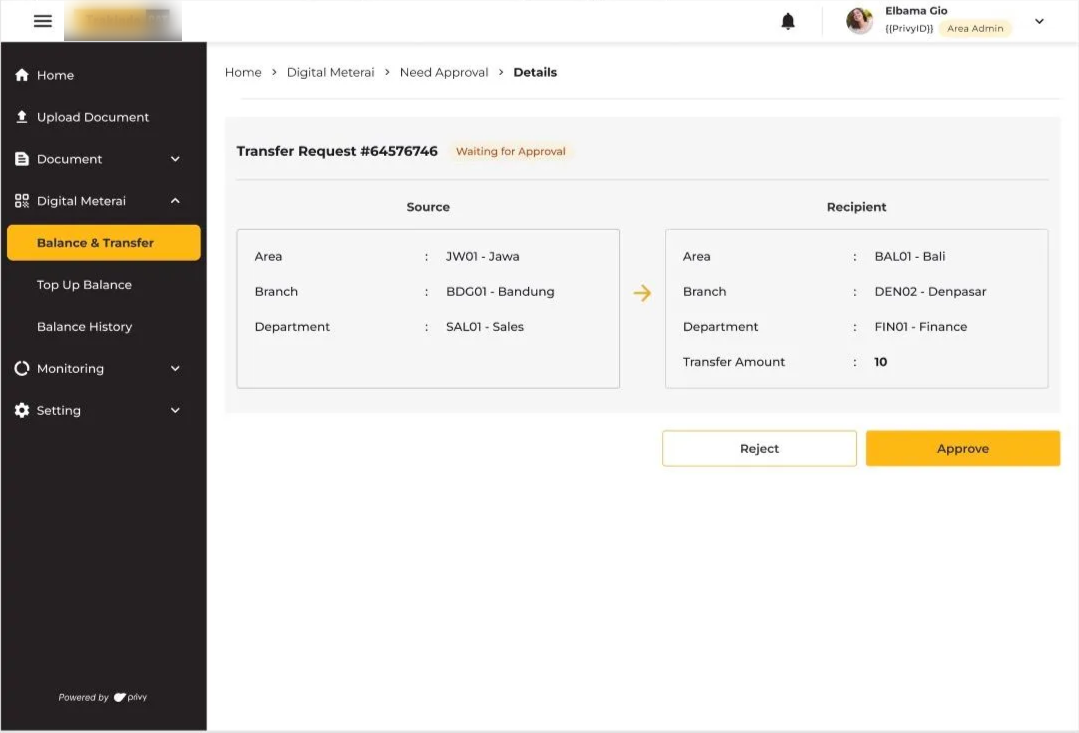 Elbama Gio
{{PrivyID}} Area Admin
Home
Upload Document
Document
Digital Meterai
Balance & Transfer
Top Up Balance
Balance History
Monitoring
Setting
Powered by privy
Home > Digital Meterai > Need Approval > Details
Transfer Request #64576746 Waiting for Approval
Source
Area : JW01 - Jawa
Branch : BDG01 - Bandung
Department : SAL01 - Sales
Recipient
Area : BAL01 - Bali
Branch : DEN02 - Denpasar
Department : FIN01 - Finance
Transfer Amount : 10
Reject
Approve